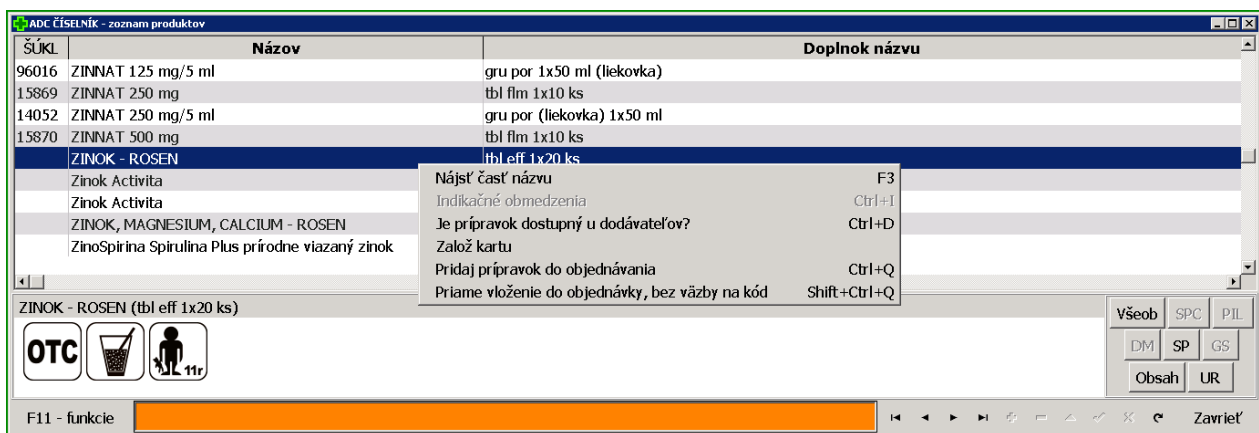 ADC ČÍSELNÍK - zoznam produktov
ŠÚKL Názov Doplnok názvu
96016 ZINNAT 125 mg/5 ml gru por 1x50 ml (liekovka)
15869 ZINNAT 250 mg tbl flm 1x10 ks
14052 ZINNAT 250 mg/5 ml gru por (liekovka) 1x50 ml
15870 ZINNAT 500 mg tbl flm 1x10 ks
ZINOK - ROSEN tbl eff 1x20 ks
Zinok Activita
Zinok Activita
ZINOK, MAGNESIUM, CALCIUM - ROSEN
ZinoSpirina Spirulina Plus prírodne viazaný zinok
Nájsť časť názvu F3
Indikačné obmedzenia Ctrl+I
Je prípravok dostupný u dodávateľov? Ctrl+D
Založ kartu
Pridaj prípravok do objednávania Ctrl+Q
Priame vloženie do objednávky, bez väzby na kód Shift+Ctrl+Q
ZINOK - ROSEN (tbl eff 1x20 ks)
OTC 11r
Všeob SPC PIL
DM SP GS
Obsah UR
F11 - funkcie Zavrieť